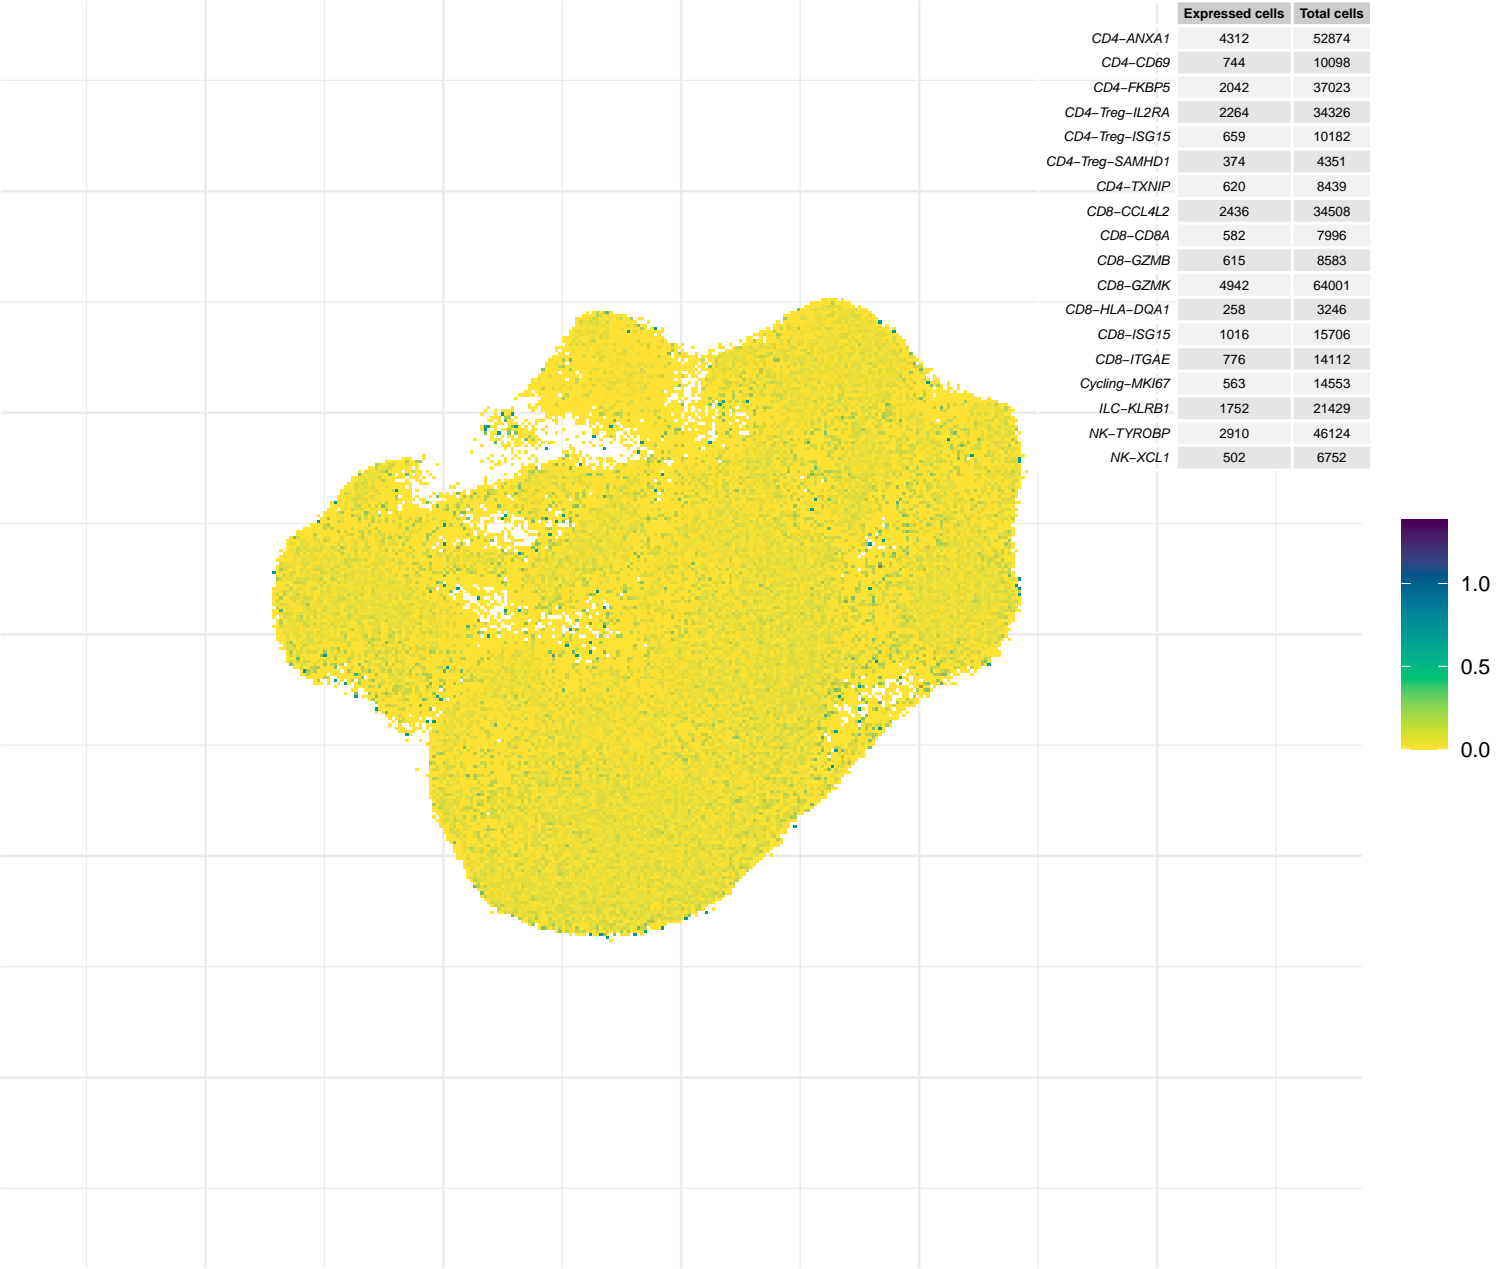 Expressed cells Total cells
CD4−ANXA1 4312 52874
CD4−CD69 744 10098
CD4−FKBP5 2042 37023
CD4−Treg−IL2RA 2264 34326
CD4−Treg−ISG15 659 10182
CD4−Treg−SAMHD1 374 4351
CD4−TXNIP 620 8439
CD8−CCL4L2 2436 34508
CD8−CD8A 582 7996
CD8−GZMB 615 8583
CD8−GZMK 4942 64001
CD8−HLA−DQA1 258 3246
CD8−ISG15 1016 15706
CD8−ITGAE 776 14112
Cycling−MKI67 563 14553
ILC−KLRB1 1752 21429
NK−TYROBP 2910 46124
NK−XCL1 502 6752
1.0
0.5
0.0